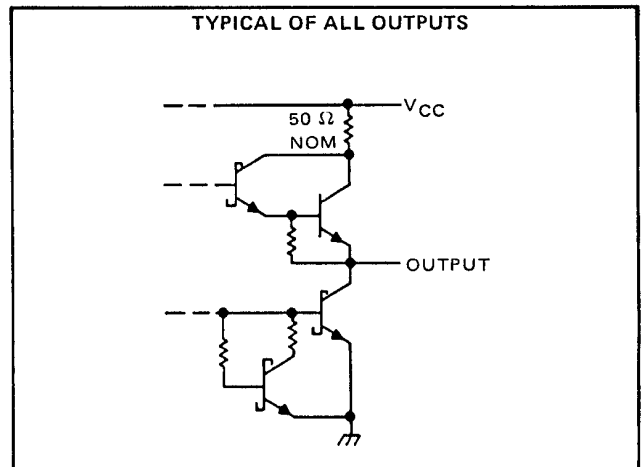 TYPICAL OF ALL OUTPUTS
VCC
50 Ω
NOM
OUTPUT